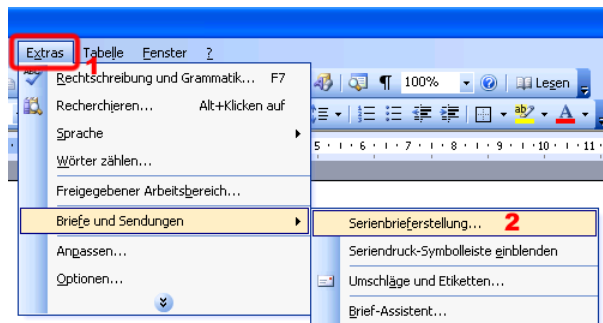 Extras Tabelle Fenster ?
1
Rechtschreibung und Grammatik... F7
100% Lesen
Recherchieren... Alt+Klicken auf
Sprache
5 6 7 8 9 10 11
Wörter zählen...
Freigegebener Arbeitsbereich...
Briefe und Sendungen
Serienbrieferstellung... 2
Anpassen...
Seriendruck-Symbolleiste einblenden
Optionen...
Umschläge und Etiketten...
Brief-Assistent...